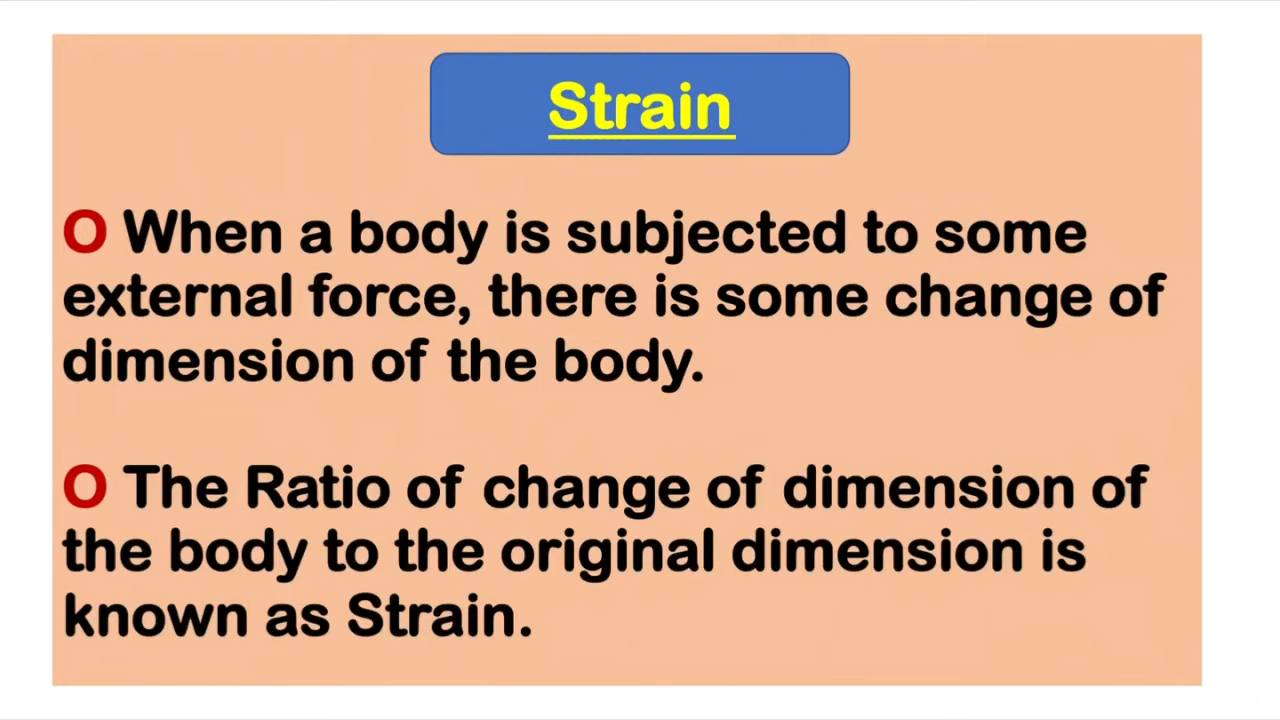 Strain
O When a body is subjected to some
external force, there is some change of
dimension of the body.
O The Ratio of change of dimension of
the body to the original dimension is
known as Strain.